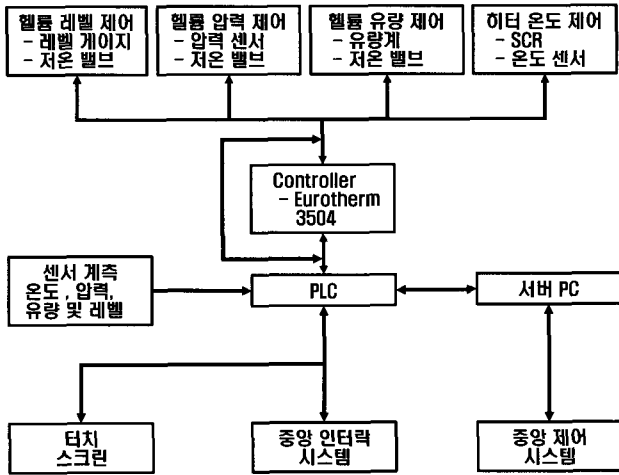 헬륨 레벨 제어
- 레벨 게이지
- 저온 밸브
헬륨 압력 제어
- 압력 센서
- 저온 밸브
헬륨 유량 제어
- 유량계
- 저온 밸브
히터 온도 제어
- SCR
- 온도 센서
Controller
- Eurotherm
3504
센서 계측
온도, 압력,
유량 및 레벨
PLC
서버 PC
터치
스크린
중앙 인터락
시스템
중앙 제어
시스템